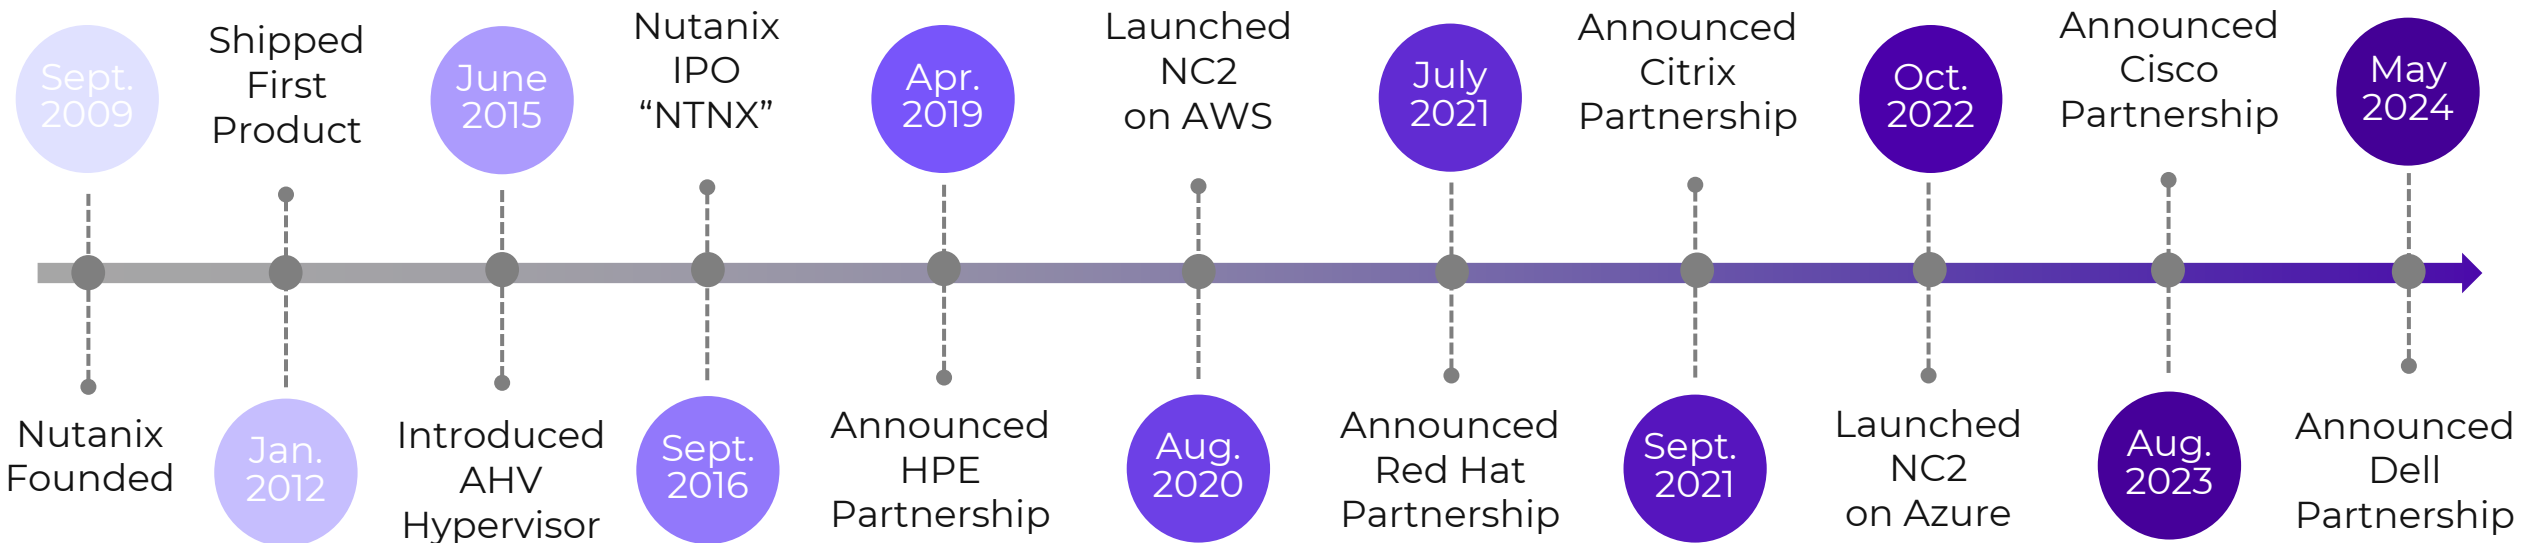 Sept.
2009
Nutanix
Founded
Shipped
First
Product
Jan.
2012
June
2015
Introduced
AHV
Hypervisor
Nutanix
IPO
“NTNX”
Sept.
2016
Apr.
2019
Announced
HPE
Partnership
Launched
NC2
on AWS
Aug.
2020
July
2021
Announced
Red Hat
Partnership
Announced
Citrix
Partnership
Sept.
2021
Oct.
2022
Launched
NC2
on Azure
Announced
Cisco
Partnership
Aug.
2023
May
2024
Announced
Dell
Partnership